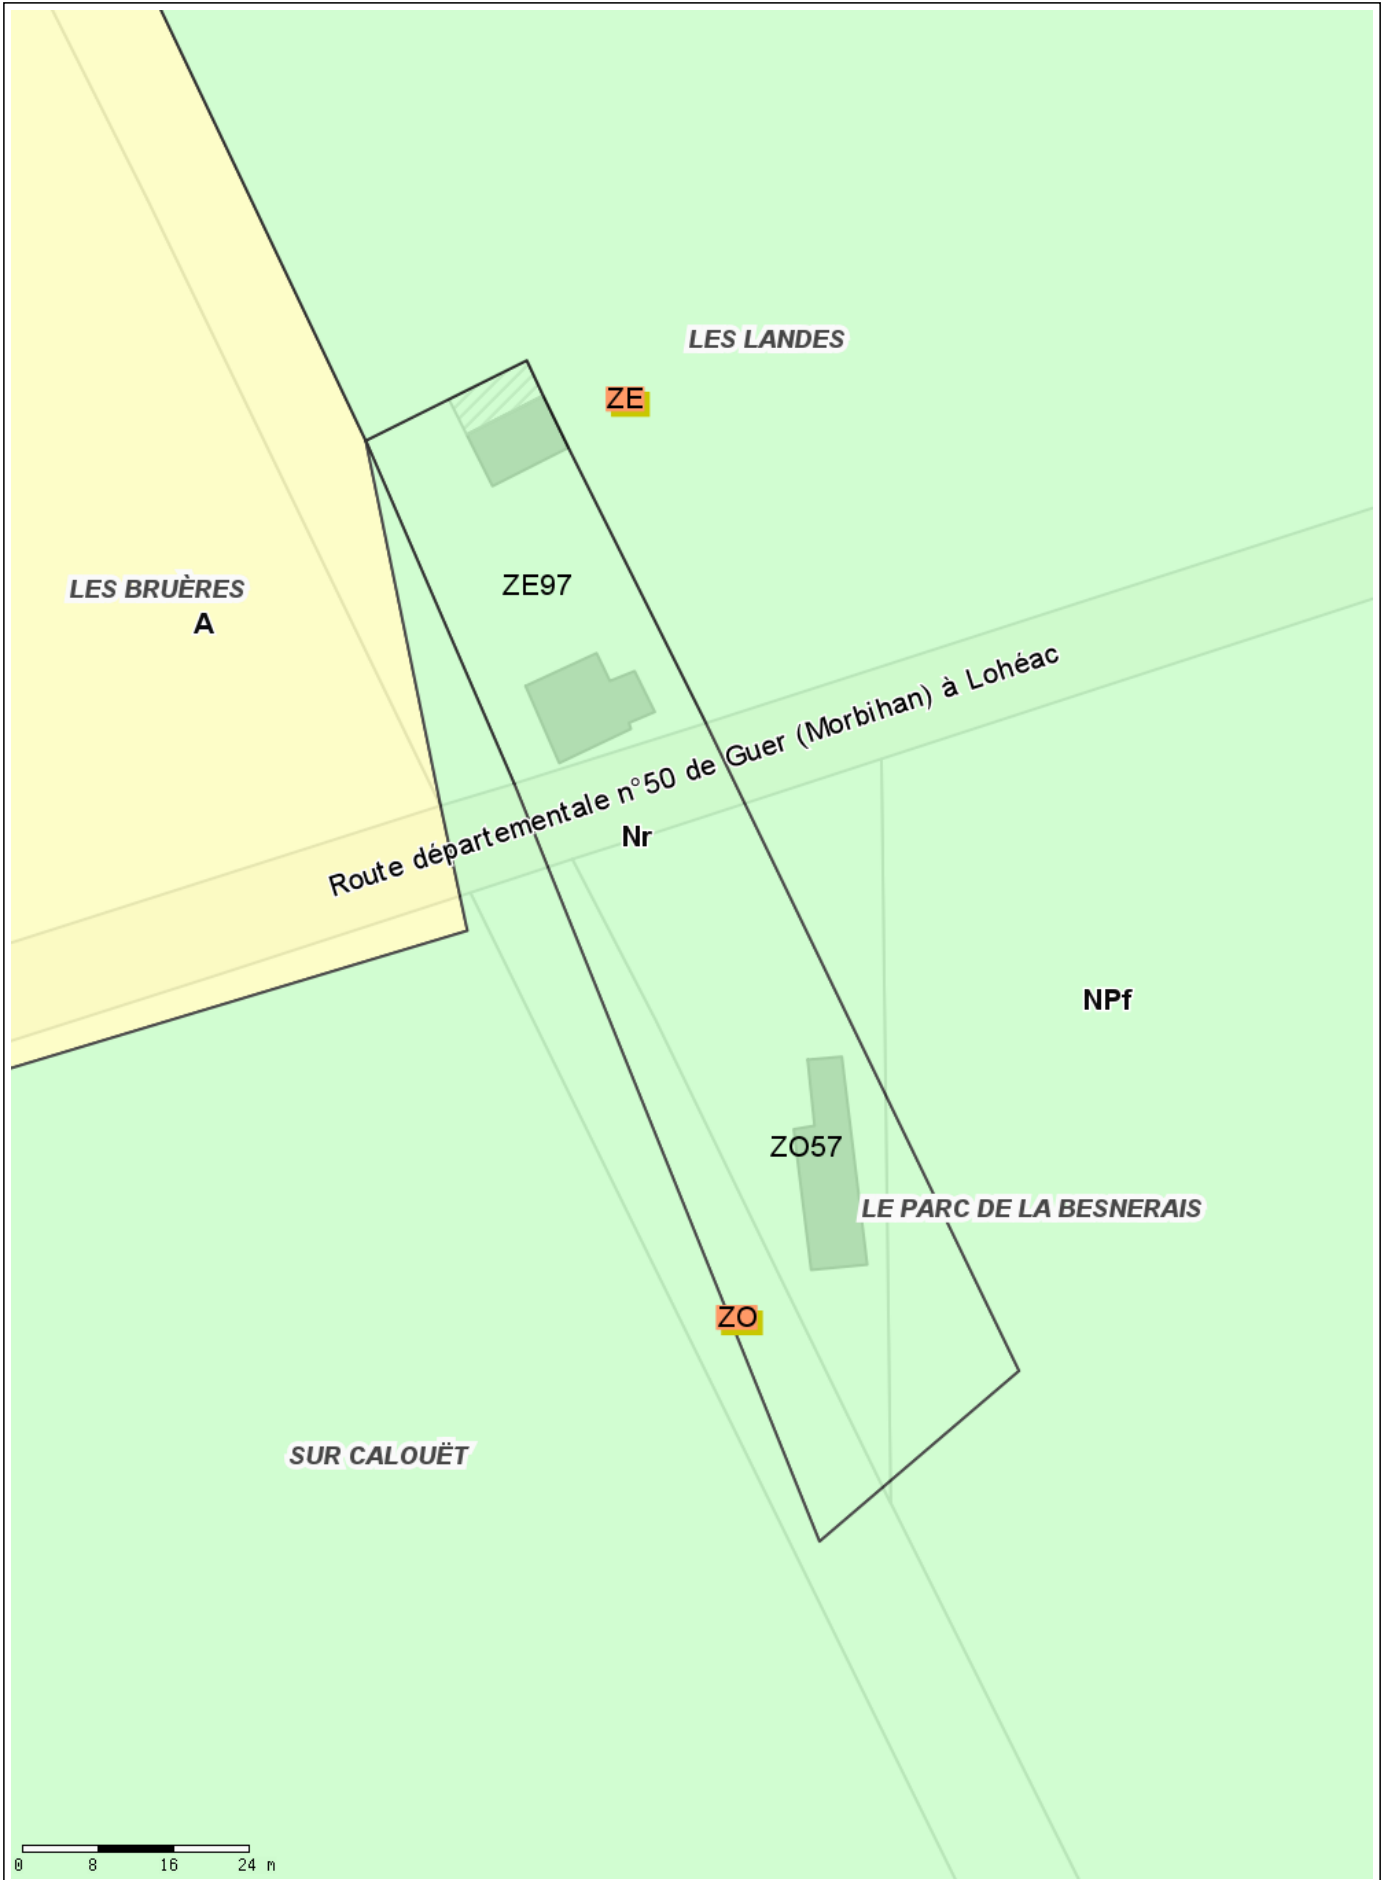 LES LANDES
ZE
ZE97
LES BRUÈRES
A
Route départementale n°50 de Guer (Morbihan) à Lohéac
Nr
NPf
ZO57
LE PARC DE LA BESNERAIS
ZO
SUR CALOUËT
0 8 16 24 m